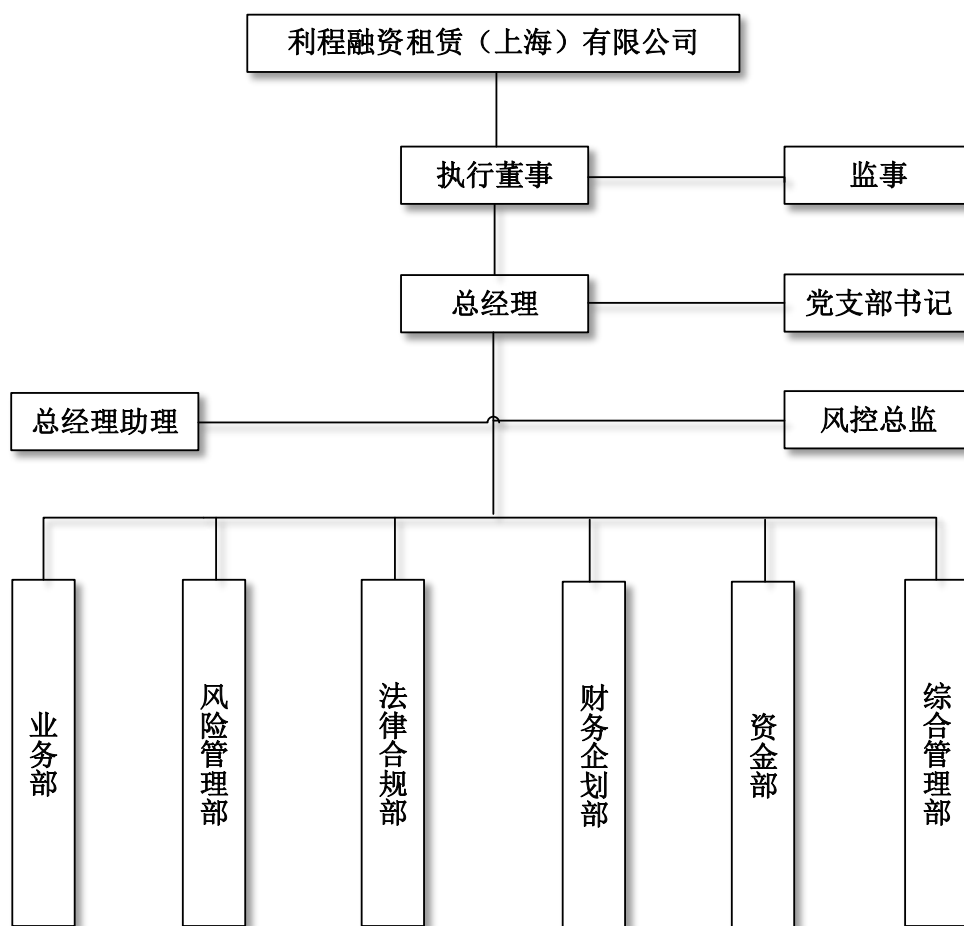 利程融资租赁（上海）有限公司
执行董事
监事
总经理
党支部书记
总经理助理
风控总监
业务部
风险管理部
法律合规部
财务企划部
资金部
综合管理部